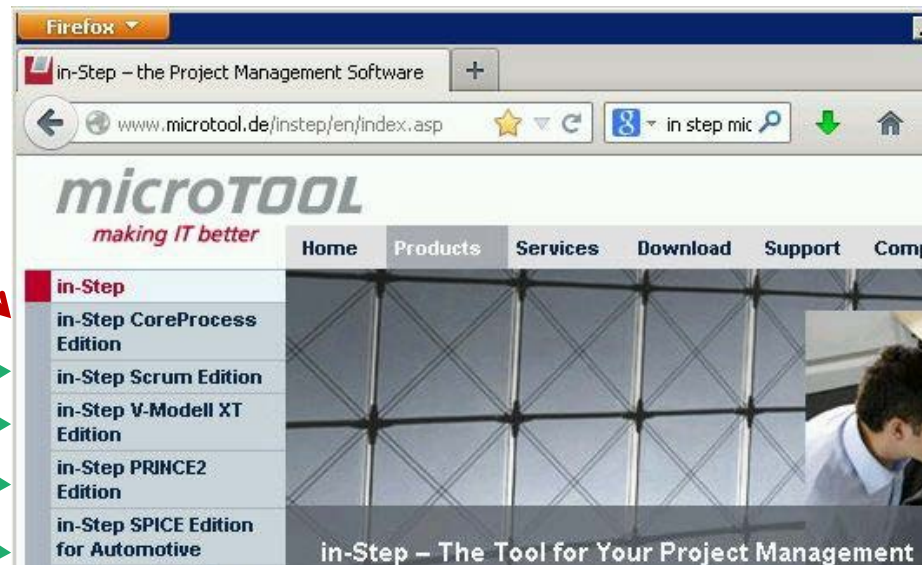 Firefox
in-Step – the Project Management Software
www.microtool.de/instep/en/index.asp
in step mic
microTOOL
making IT better
Home Products Services Download Support Comp
in-Step
in-Step CoreProcess
Edition
in-Step Scrum Edition
in-Step V-Modell XT
Edition
in-Step PRINCE2
Edition
in-Step SPICE Edition
for Automotive
in-Step – The Tool for Your Project Management